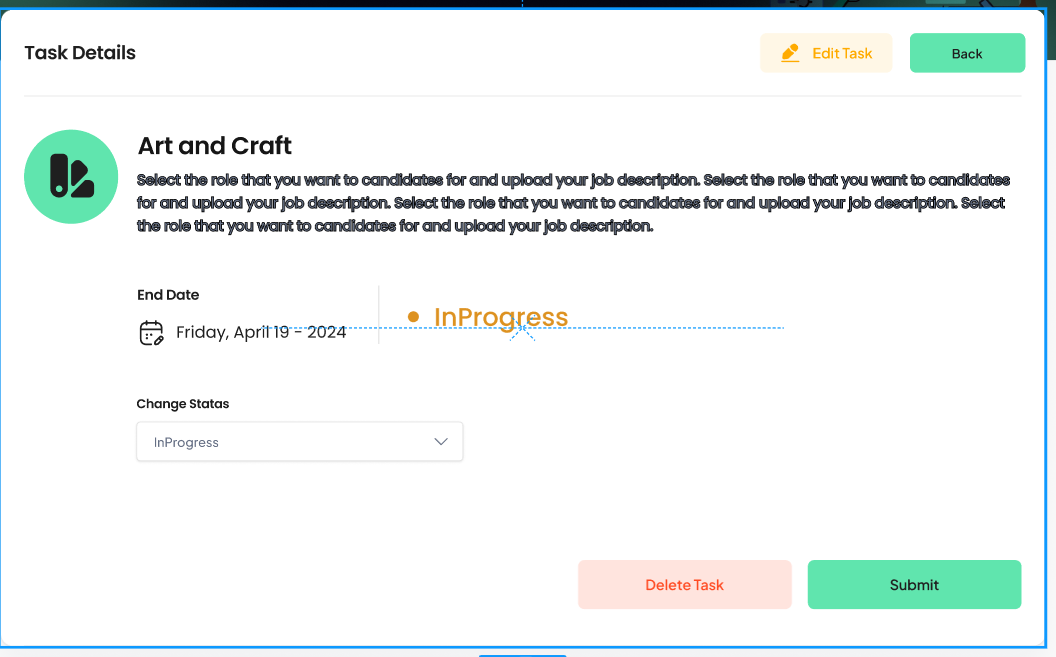 Task Details
Edit Task
Back
Art and Craft
Select the role that you want to candidates for and upload your job description. Select the role that you want to candidates
for and upload your job description. Select the role that you want to candidates for and upload your job description. Select
the role that you want to candidates for and upload your job description.
End Date
Friday, April 19 - 2024
InProgress
Change Statas
InProgress
Delete Task
Submit